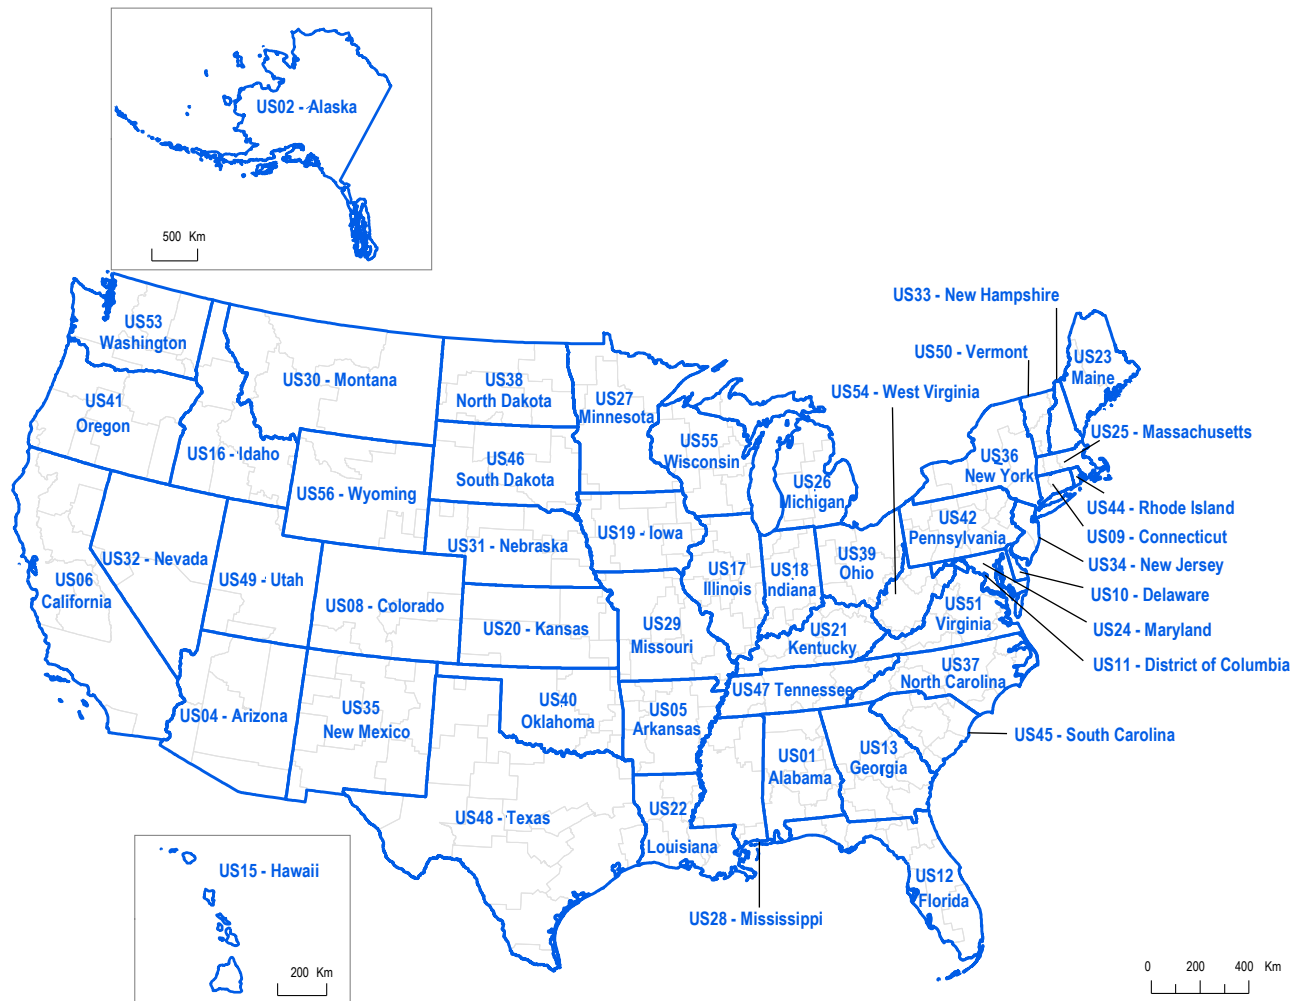 US02 - Alaska
500 Km
US33 - New Hampshire
US50 - Vermont
US23
Maine
US54 - West Virginia
US53
Washington
US30 - Montana
US38
North Dakota
US27
Minnesota
US41
Oregon
US16 - Idaho
US55
Wisconsin
US25 - Massachusetts
US36
New York
US46
South Dakota
US56 - Wyoming
US26
Michigan
US44 - Rhode Island
US42
Pennsylvania
US09 - Connecticut
US19 - Iowa
US31 - Nebraska
US32 - Nevada
US39
Ohio
US34 - New Jersey
US06
California
US49 - Utah
US17
Illinois
US18
Indiana
US10 - Delaware
US08 - Colorado
US51
Virginia
US20 - Kansas
US29
Missouri
US21
Kentucky
US24 - Maryland
US11 - District of Columbia
US37
North Carolina
US47 Tennessee
US04 - Arizona
US35
New Mexico
US40
Oklahoma
US05
Arkansas
US45 - South Carolina
US01
Alabama
US13
Georgia
US48 - Texas
US22
Louisiana
US15 - Hawaii
US12
Florida
US28 - Mississippi
200 Km
0 200 400 Km